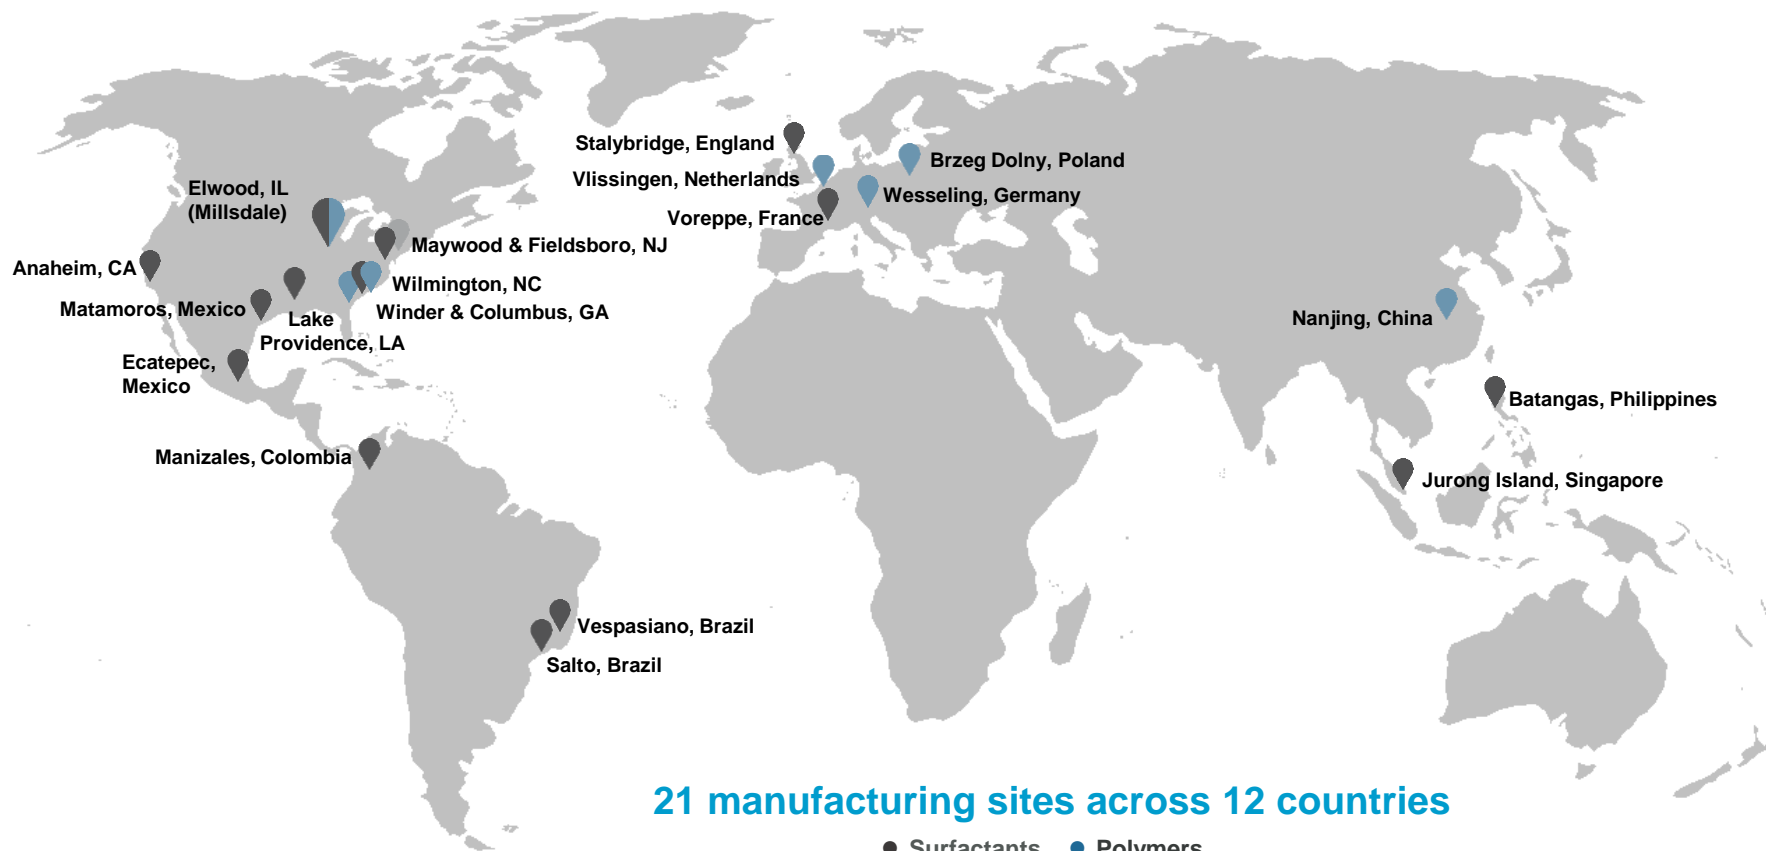 Stalybridge, England
Brzeg Dolny, Poland
Vlissingen, Netherlands
Elwood, IL
(Millsdale)
Wesseling, Germany
Voreppe, France
Maywood & Fieldsboro, NJ
Anaheim, CA
Wilmington, NC
Matamoros, Mexico
Winder & Columbus, GA
Lake
Providence, LA
Nanjing, China
Ecatepec,
Mexico
Batangas, Philippines
Manizales, Colombia
Jurong Island, Singapore
Vespasiano, Brazil
Salto, Brazil
21 manufacturing sites across 12 countries
Surfactants Polymers